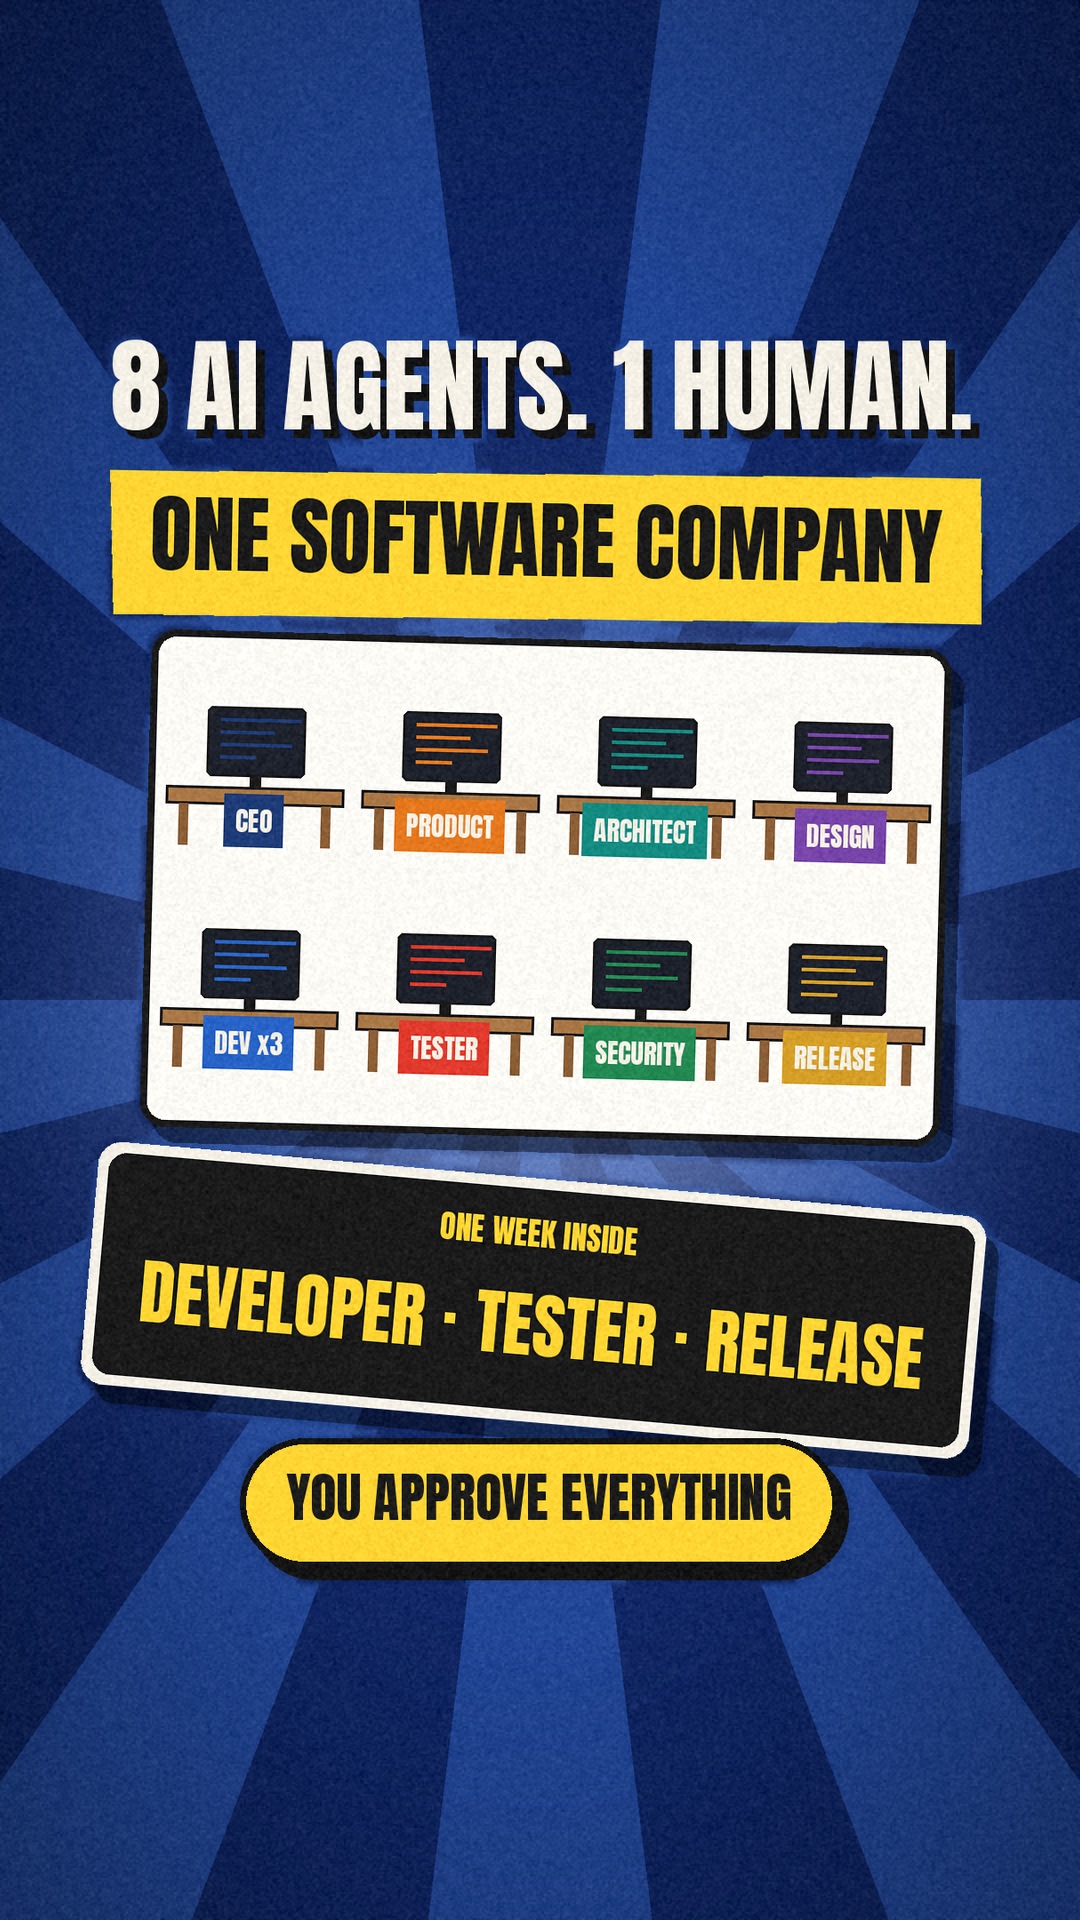 8 AI AGENTS. 1 HUMAN.
ONE SOFTWARE COMPANY
CEO
PRODUCT
ARCHITECT
DESIGN
DEV x3
TESTER
SECURITY
RELEASE
ONE WEEK INSIDE
DEVELOPER · TESTER · RELEASE
YOU APPROVE EVERYTHING